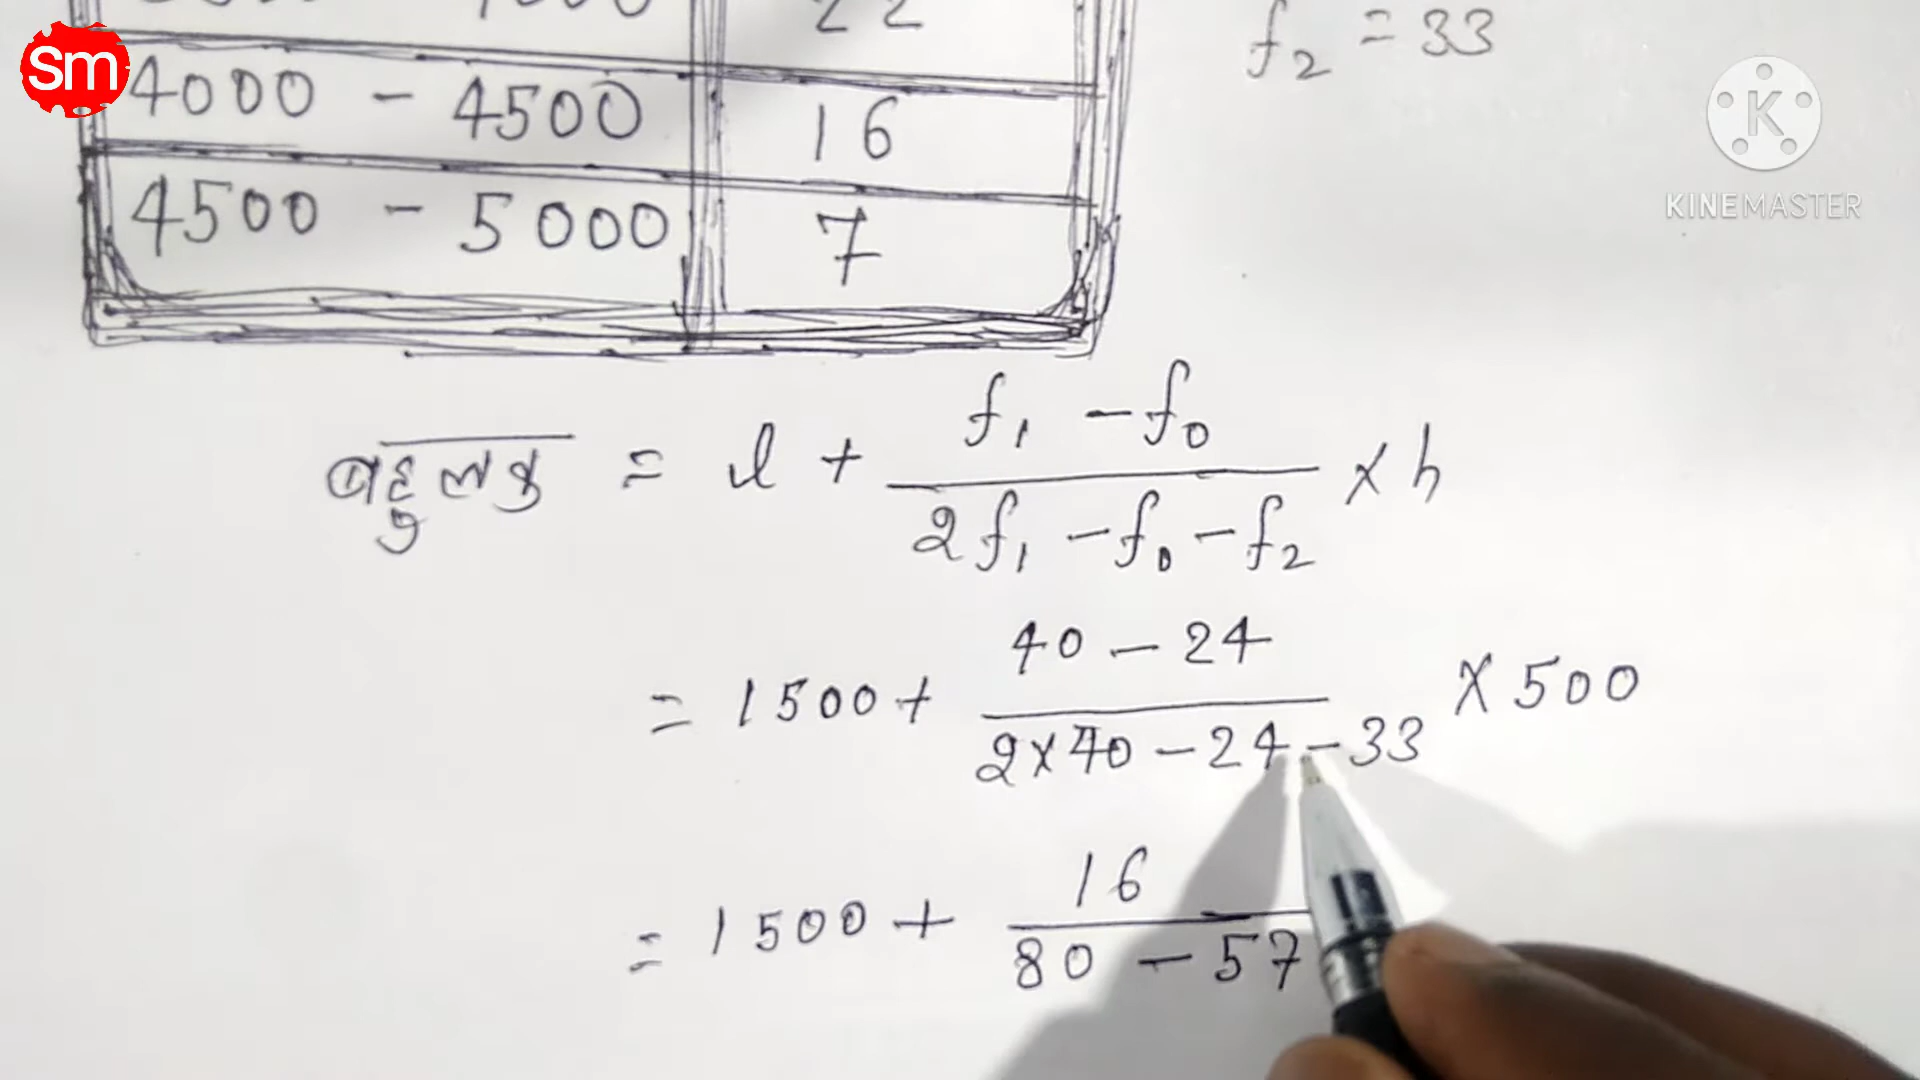 22
f₂ = 33
Sm
4000 - 4500 16
KINEMASTER
4500 - 5000 7
बहुलक = l + f₁ - f₀ / 2f₁ - f₀ - f₂ × h
= 1500 + 40 - 24 / 2×40 - 24 - 33 × 500
= 1500 + 16 / 80 - 57